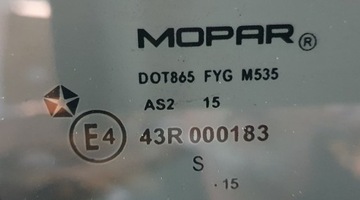 MOPAR®
DOT865 FYG M535
AS2 15
E4 43R 000183
S
. 15